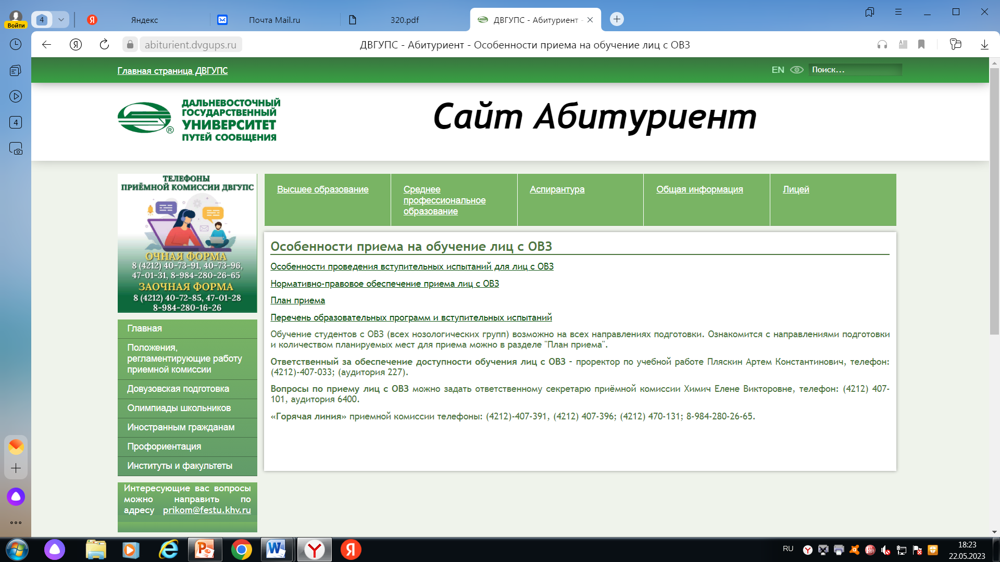 4
Яндекс
Почта Mail.ru
320.pdf
ДВГУПС - Абитуриент -
Войти
abiturient.dvgups.ru
ДВГУПС - Абитуриент - Особенности приема на обучение лиц с ОВЗ
4
Главная страница ДВГУПС
EN
Поиск...
ДАЛЬНЕВОСТОЧНЫЙ
ГОСУДАРСТВЕННЫЙ
УНИВЕРСИТЕТ
ПУТЕЙ СООБЩЕНИЯ
®
Сайт Абитуриент
ТЕЛЕФОНЫ
ПРИЁМНОЙ КОМИССИИ ДВГУПС
ОЧНАЯ ФОРМА
8 (4212) 40-73-91, 40-73-96,
47-01-31, 8-984-280-26-65
ЗАОЧНАЯ ФОРМА
8 (4212) 40-72-85, 47-01-28
8-984-280-16-26
Высшее образование
Среднее
профессиональное
образование
Аспирантура
Общая информация
Лицей
Главная
Положения,
регламентирующие работу
приемной комиссии
Довузовская подготовка
Олимпиады школьников
Иностранным гражданам
Профориентация
Институты и факультеты
Интересующие вас вопросы
можно направить по
адресу prikom@festu.khv.ru
Особенности приема на обучение лиц с ОВЗ
Особенности проведения вступительных испытаний для лиц с ОВЗ
Нормативно-правовое обеспечение приема лиц с ОВЗ
План приема
Перечень образовательных программ и вступительных испытаний
Обучение студентов с ОВЗ (всех нозологических групп) возможно на всех направлениях подготовки. Ознакомится с направлениями подготовки
и количеством планируемых мест для приема можно в разделе "План приема".
Ответственный за обеспечение доступности обучения лиц с ОВЗ - проректор по учебной работе Пляскин Артем Константинович, телефон:
(4212)-407-033; (аудитория 227).
Вопросы по приему лиц с ОВЗ можно задать ответственному секретарю приёмной комиссии Химич Елене Викторовне, телефон: (4212) 407-
101, аудитория 6400.
«Горячая линия» приемной комиссии телефоны: (4212)-407-391, (4212) 407-396; (4212) 470-131; 8-984-280-26-65.
RU
18:23
22.05.2023